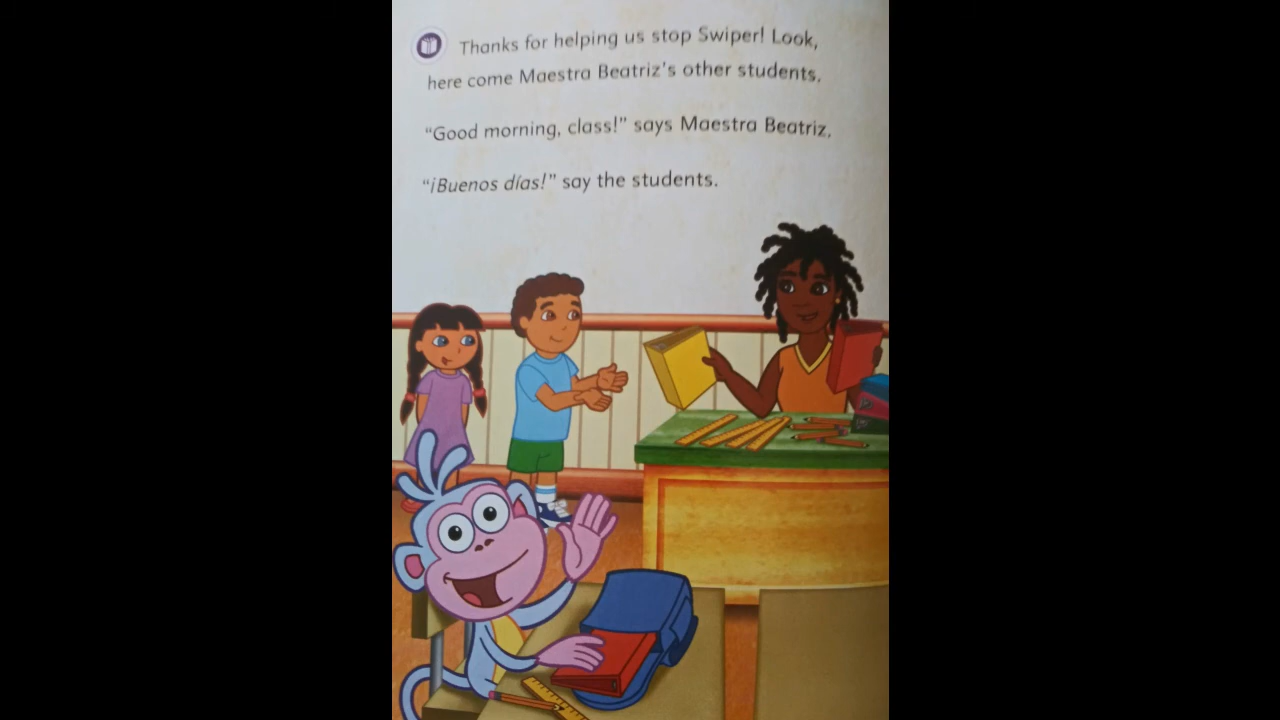 Thanks for helping us stop Swiper! Look,
here come Maestra Beatriz's other students.
“Good morning, class!” says Maestra Beatriz.
“¡Buenos días!” say the students.